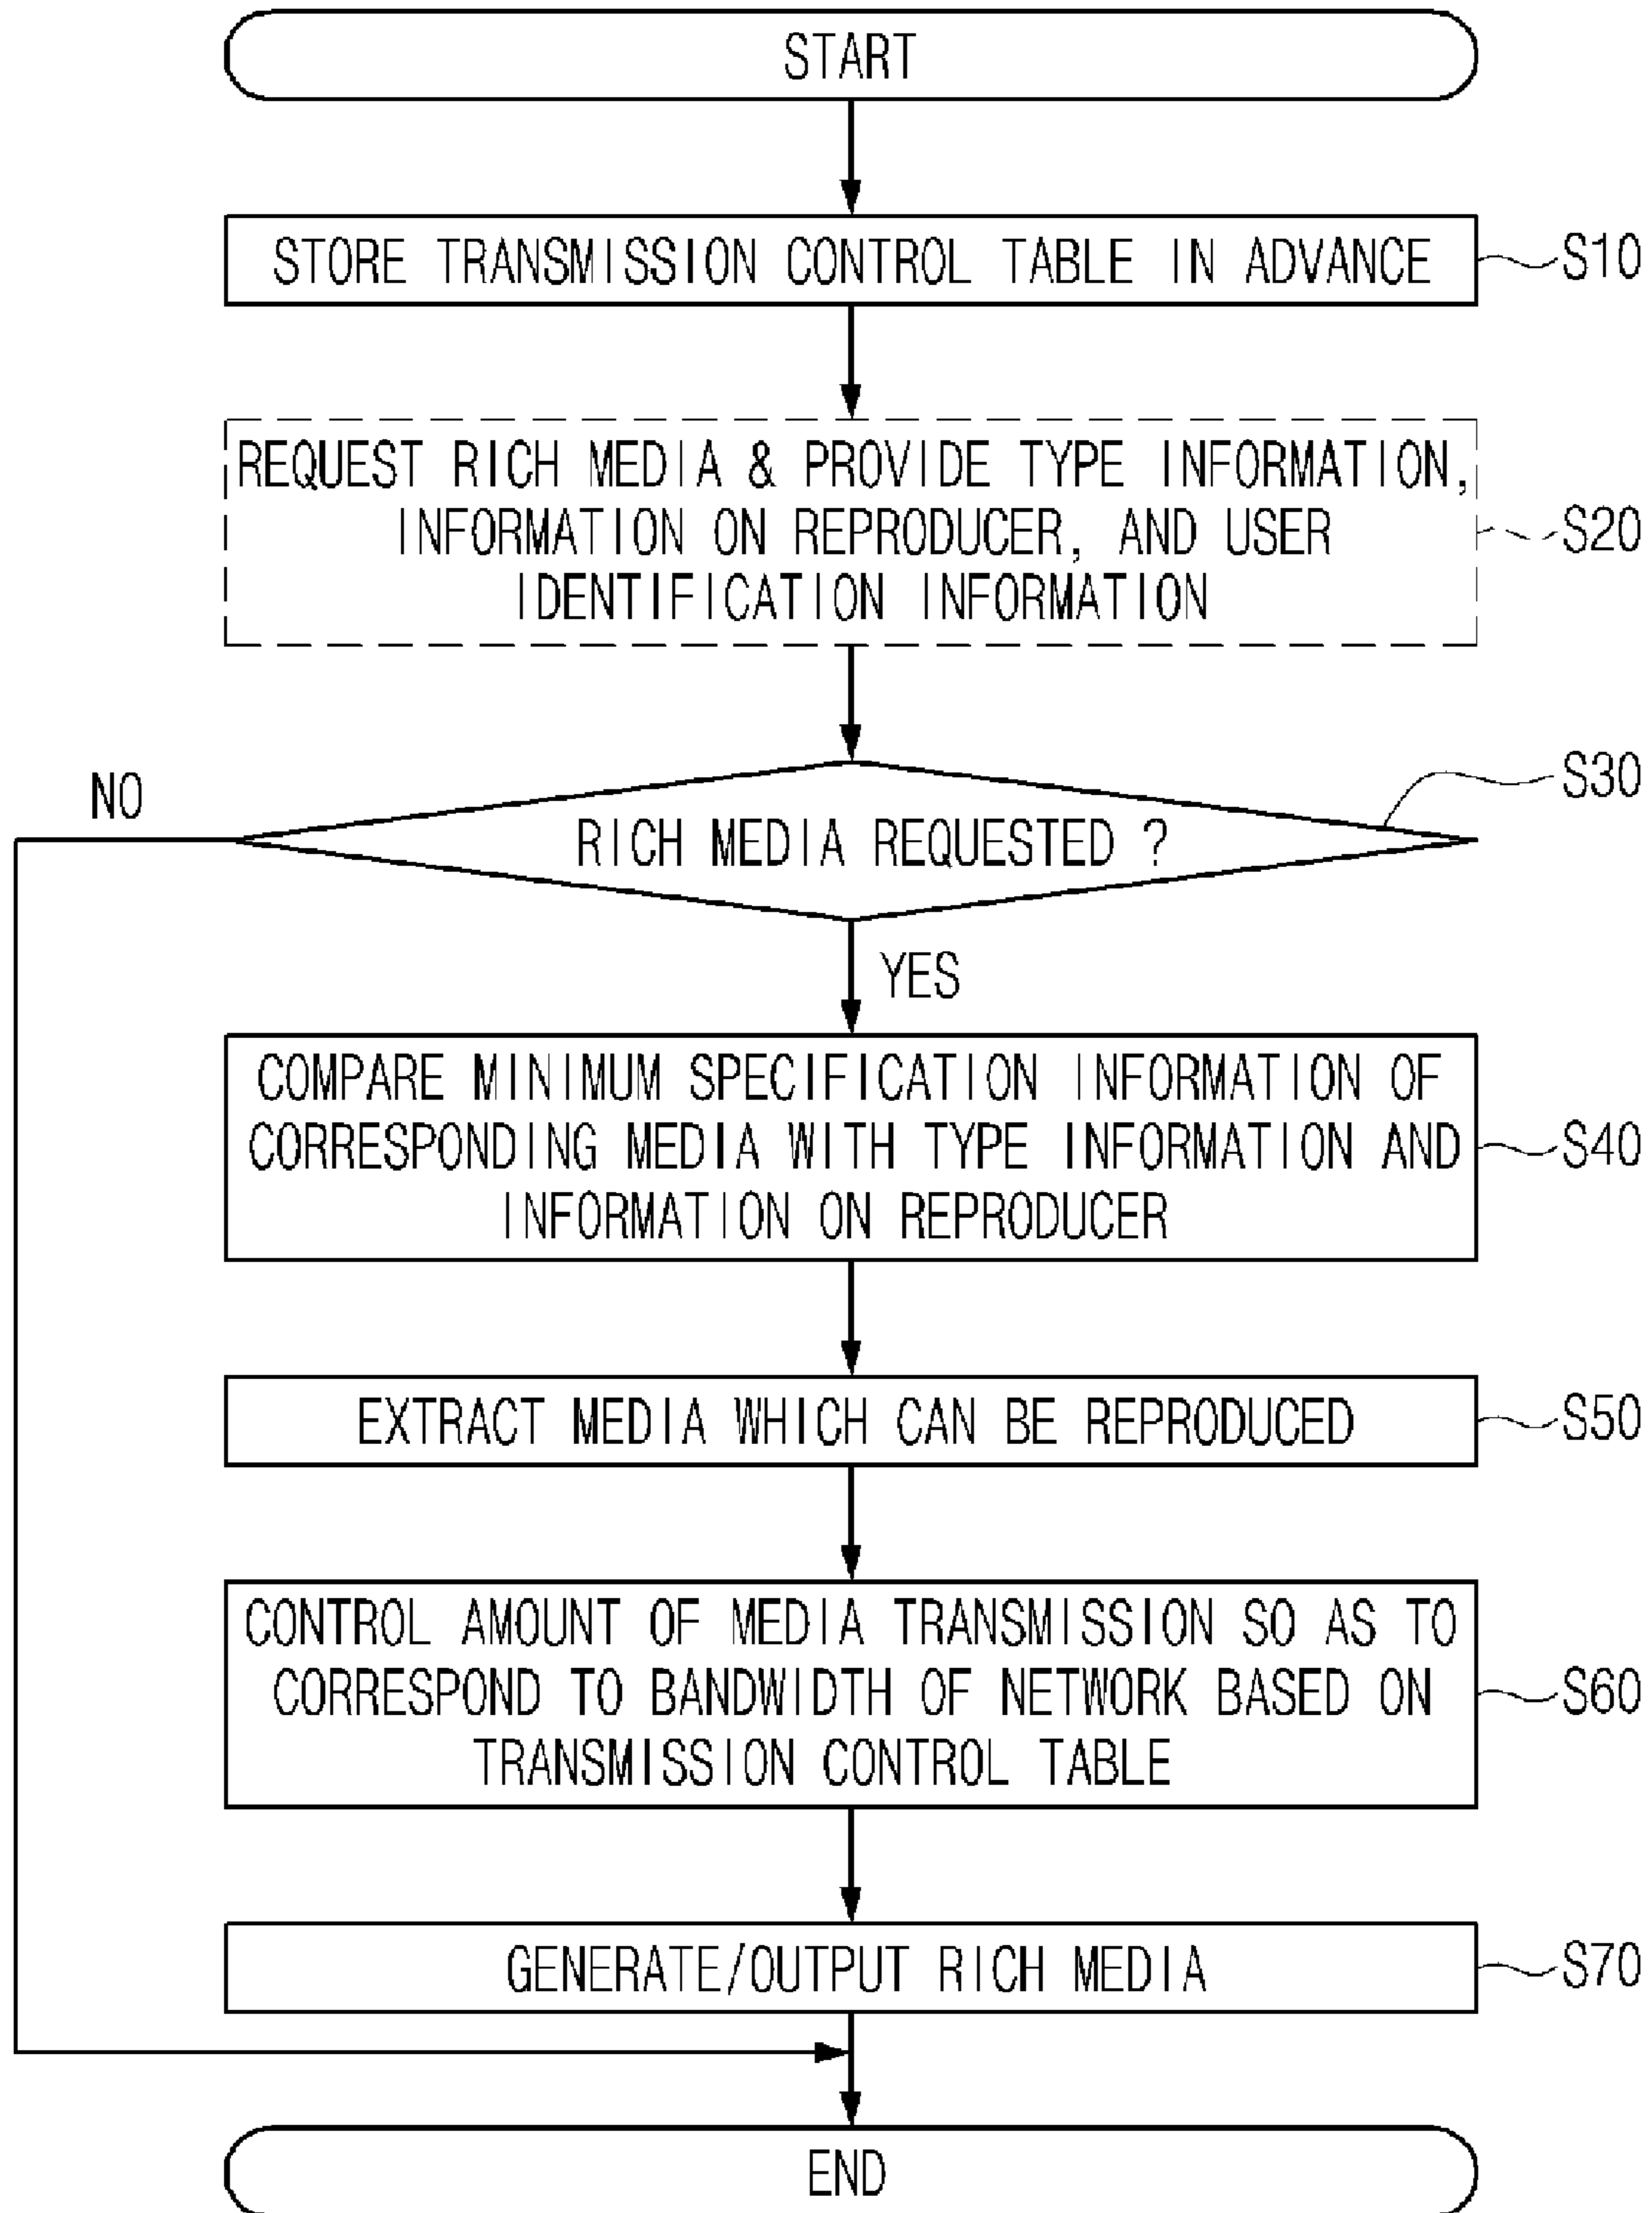 START
STORE TRANSMISSION CONTROL TABLE IN ADVANCE
S10
REQUEST RICH MEDIA & PROVIDE TYPE INFORMATION,
INFORMATION ON REPRODUCER, AND USER
IDENTIFICATION INFORMATION
S20
RICH MEDIA REQUESTED ?
S30
NO
YES
COMPARE MINIMUM SPECIFICATION INFORMATION OF
CORRESPONDING MEDIA WITH TYPE INFORMATION AND
INFORMATION ON REPRODUCER
S40
EXTRACT MEDIA WHICH CAN BE REPRODUCED
S50
CONTROL AMOUNT OF MEDIA TRANSMISSION SO AS TO
CORRESPOND TO BANDWIDTH OF NETWORK BASED ON
TRANSMISSION CONTROL TABLE
S60
GENERATE/OUTPUT RICH MEDIA
S70
END